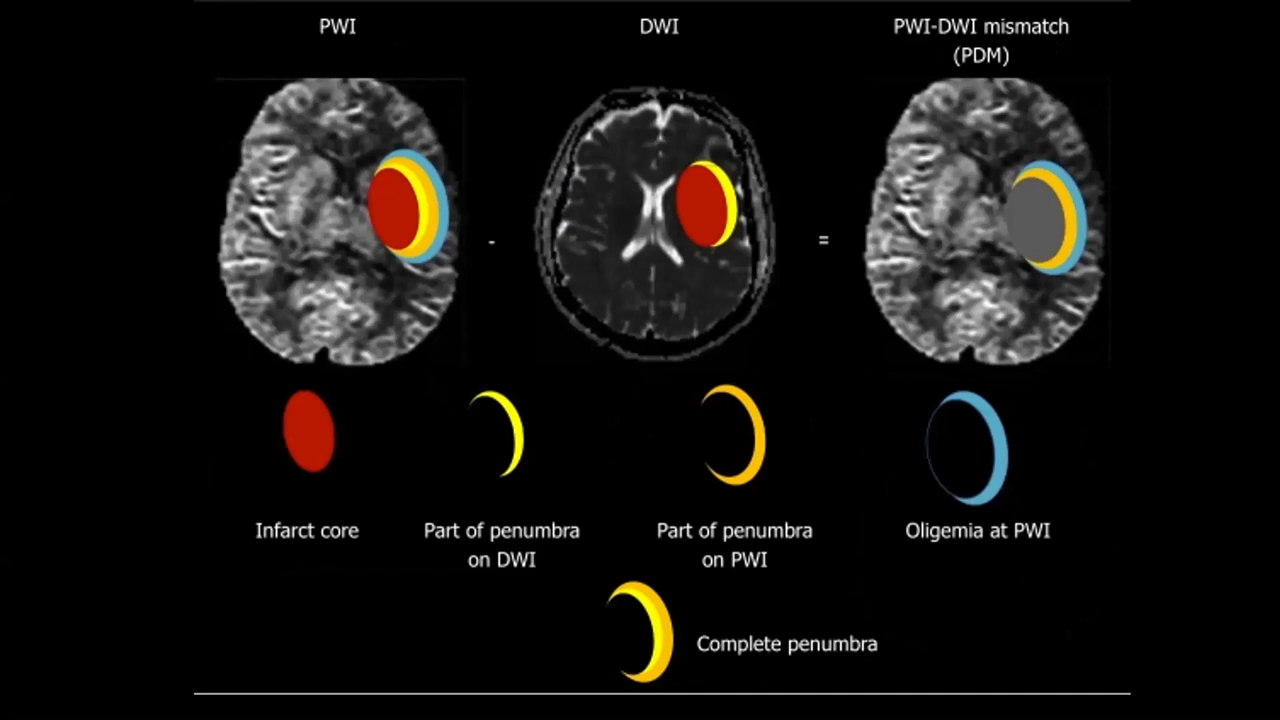 PWI
DWI
PWI-DWI mismatch
(PDM)
-
=
Infarct core
Part of penumbra
on DWI
Part of penumbra
on PWI
Oligemia at PWI
Complete penumbra